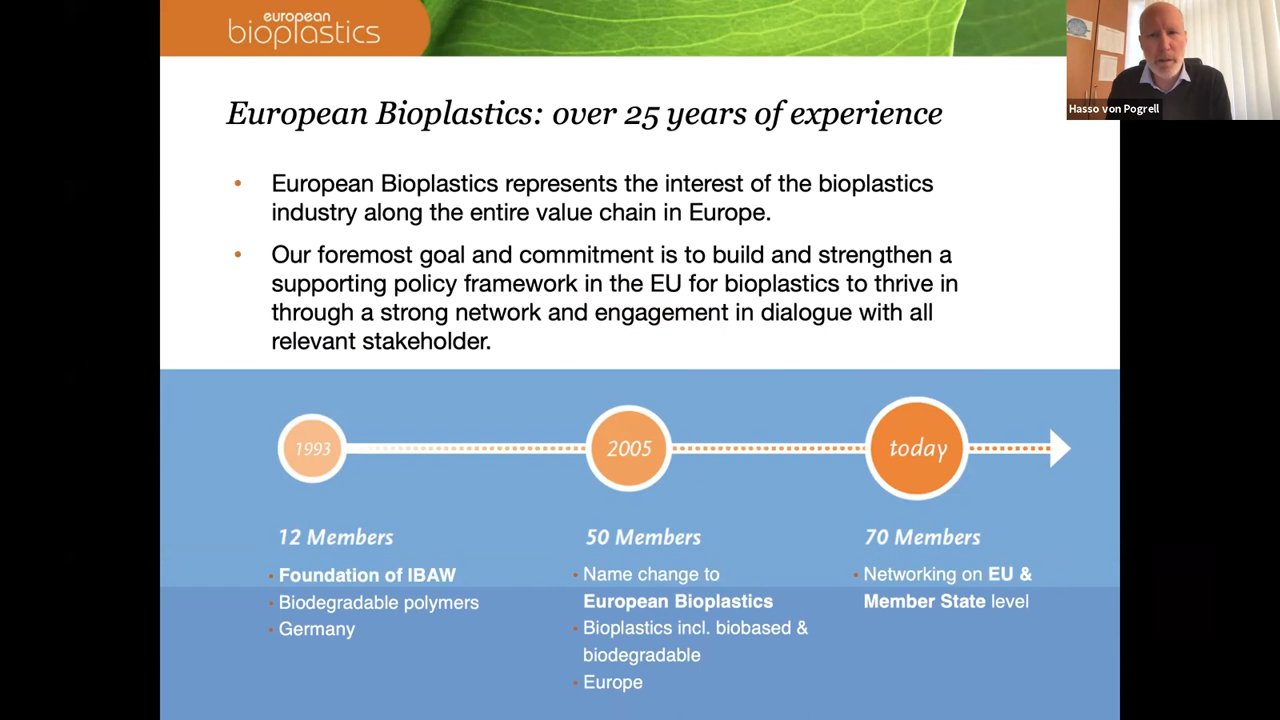 european
bioplastics
Hasso von Pogrell
European Bioplastics: over 25 years of experience
• European Bioplastics represents the interest of the bioplastics
industry along the entire value chain in Europe.
• Our foremost goal and commitment is to build and strengthen a
supporting policy framework in the EU for bioplastics to thrive in
through a strong network and engagement in dialogue with all
relevant stakeholder.
1993
2005
today
12 Members
• Foundation of IBAW
• Biodegradable polymers
• Germany
50 Members
• Name change to
European Bioplastics
• Bioplastics incl. biobased &
biodegradable
• Europe
70 Members
• Networking on EU &
Member State level